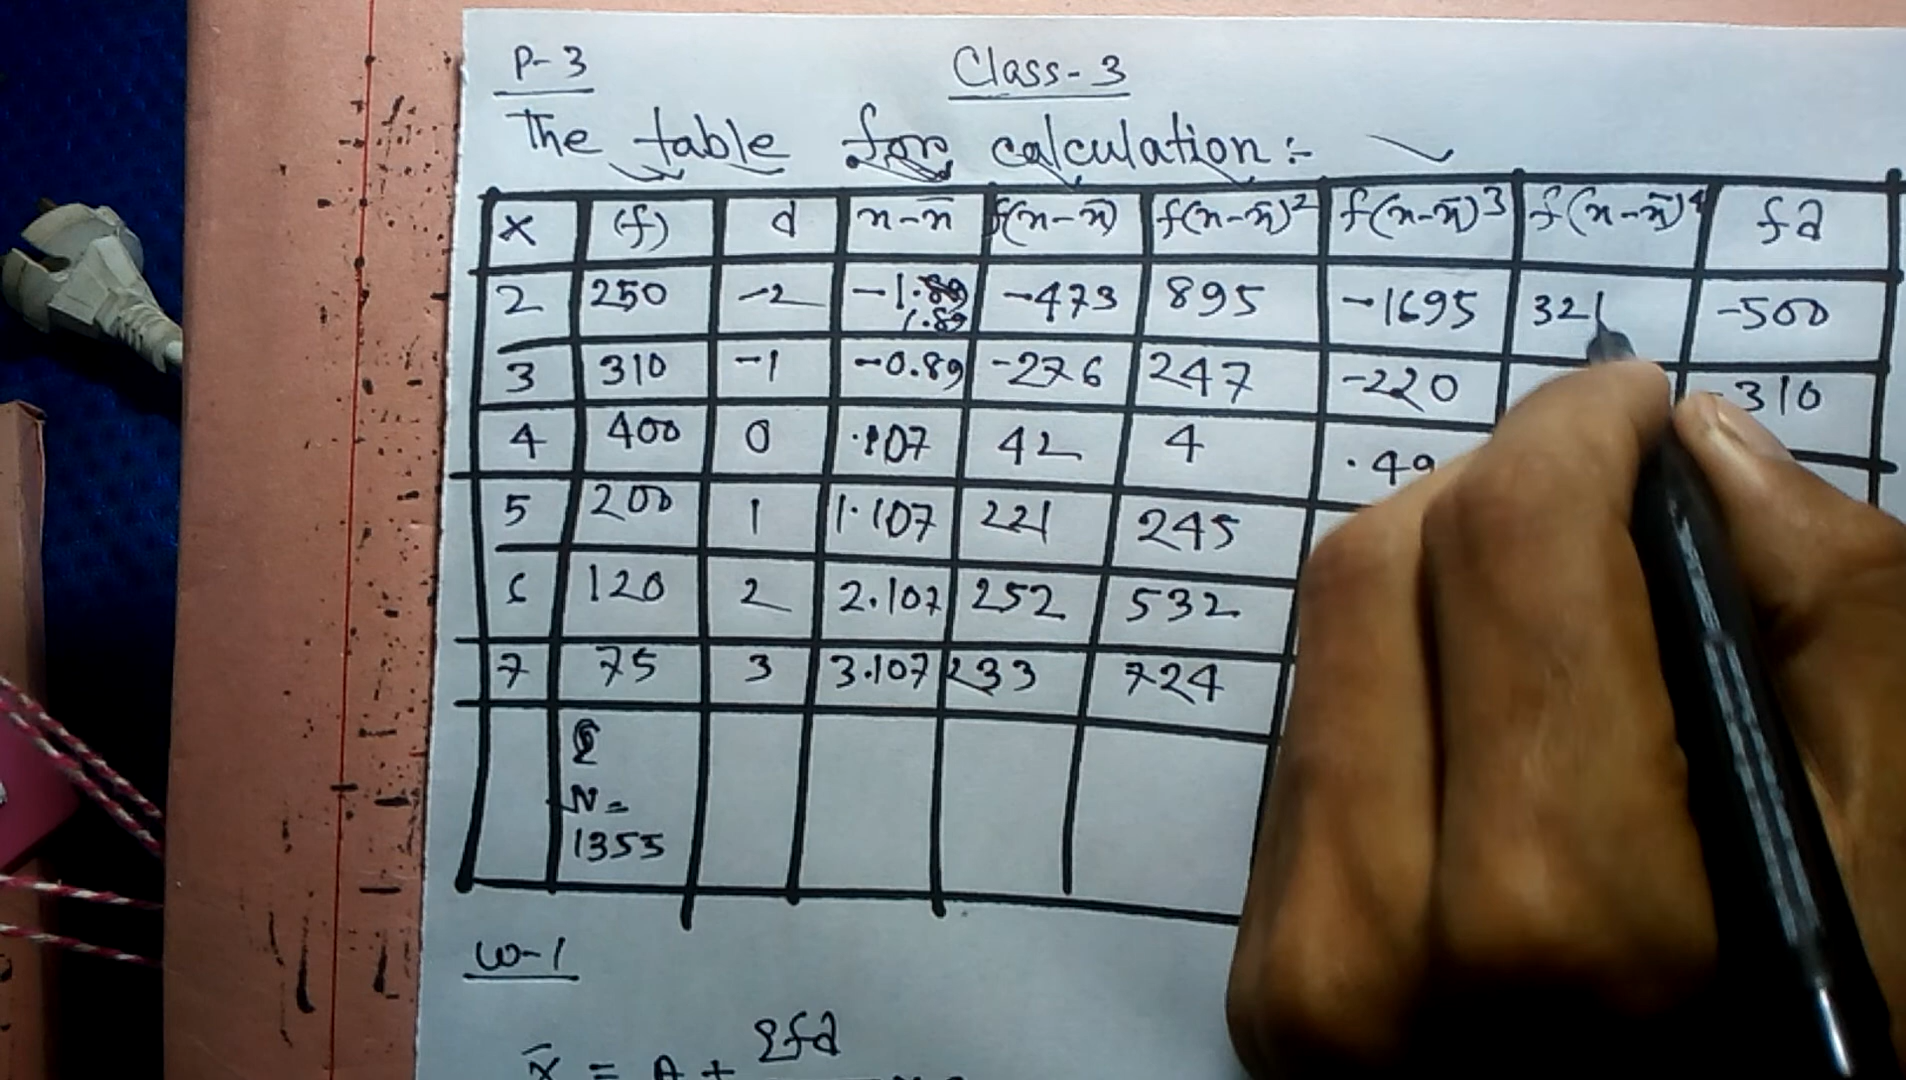 P-3
Class-3
The table for calculation:-
x (f) d n-n̄ f(n-n̄) f(n-n̄)2 f(n-n̄)3 f(n-n̄)4 fd
2 250 -2 -1.89 -473 895 -1695 321 -500
1.89
3 310 -1 -0.89 -276 247 -220 -310
4 400 0 .107 42 4 .49
5 200 1 1.107 221 245
6 120 2 2.107 252 532
7 75 3 3.107 233 724
N=
1355
w-1
x̄ = A + Σfd